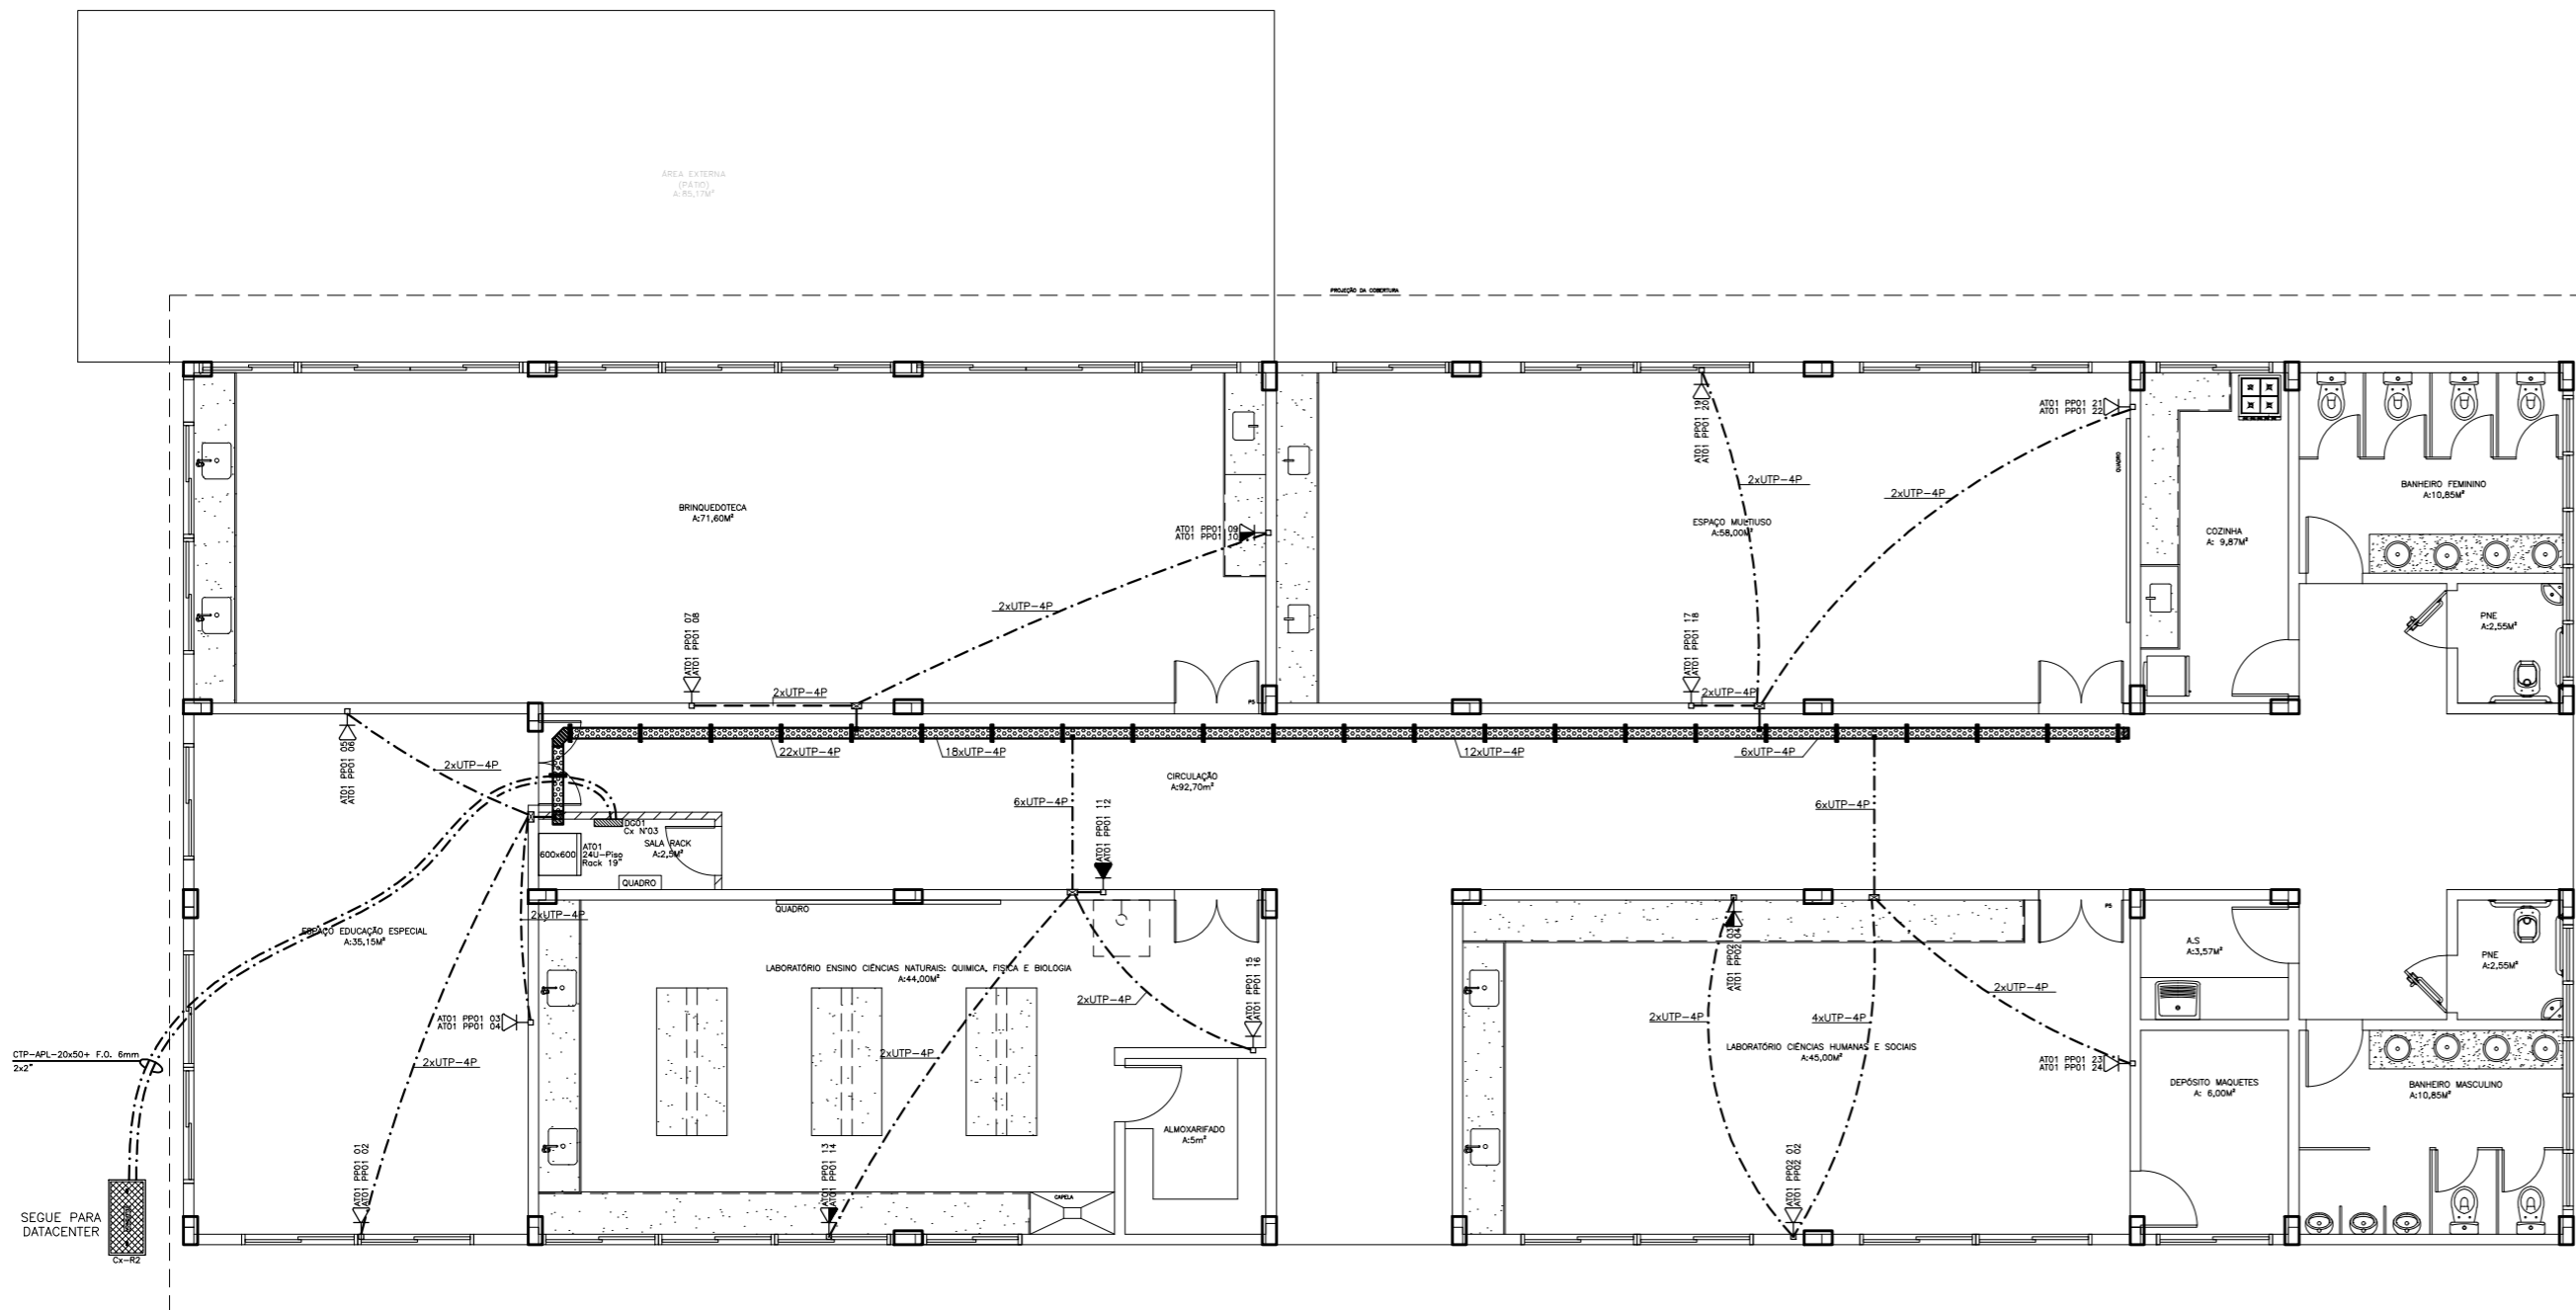 ÁREA EXTERNA
(PÁTIO)
A: 85,17M²
PROJEÇÃO DA COBERTURA
BRINQUEDOTECA
A:71,60M²
AT01 PP01 09
AT01 PP01 10
2xUTP-4P
AT01 PP01 07
AT01 PP01 08
2xUTP-4P
AT01 PP01 19
AT01 PP01 20
2xUTP-4P
ESPAÇO MULTIUSO
A:58,00M²
AT01 PP01 21
AT01 PP01 22
2xUTP-4P
QUADRO
AT01 PP01 17
AT01 PP01 18
2xUTP-4P
COZINHA
A: 9,87M²
BANHEIRO FEMININO
A:10,85M²
PNE
A:2,55M²
P5
AT01 PP01 05
AT01 PP01 06
2xUTP-4P
22xUTP-4P
18xUTP-4P
12xUTP-4P
6xUTP-4P
CIRCULAÇÃO
A:92,70m²
6xUTP-4P
6xUTP-4P
AT01 PP01 11
AT01 PP01 12
DG01
Cx N°03
SALA RACK
A:2,5M²
600x600
AT01
24U-Piso
Rack 19"
QUADRO
QUADRO
2xUTP-4P
ESPAÇO EDUCAÇÃO ESPECIAL
A:35,15M²
AT01 PP01 03
AT01 PP01 04
2xUTP-4P
AT01 PP01 01
AT01 PP01 02
CTP-APL-20x50+ F.O. 6mm
2x2"
SEGUE PARA
DATACENTER
Cx-R2
LABORATÓRIO ENSINO CIÊNCIAS NATURAIS: QUIMICA, FISICA E BIOLOGIA
A:44,00M²
2xUTP-4P
2xUTP-4P
AT01 PP01 15
AT01 PP01 16
AT01 PP01 13
AT01 PP01 14
CAPELA
ALMOXARIFADO
A:5m²
AT01 PP02 03
AT01 PP02 04
2xUTP-4P
4xUTP-4P
LABORATÓRIO CIÊNCIAS HUMANAS E SOCIAIS
A:45,00M²
2xUTP-4P
AT01 PP01 23
AT01 PP01 24
AT01 PP02 01
AT01 PP02 02
P5
A.S
A:3,57M²
PNE
A:2,55M²
DEPÓSITO MAQUETES
A: 6,00M²
BANHEIRO MASCULINO
A:10,85M²